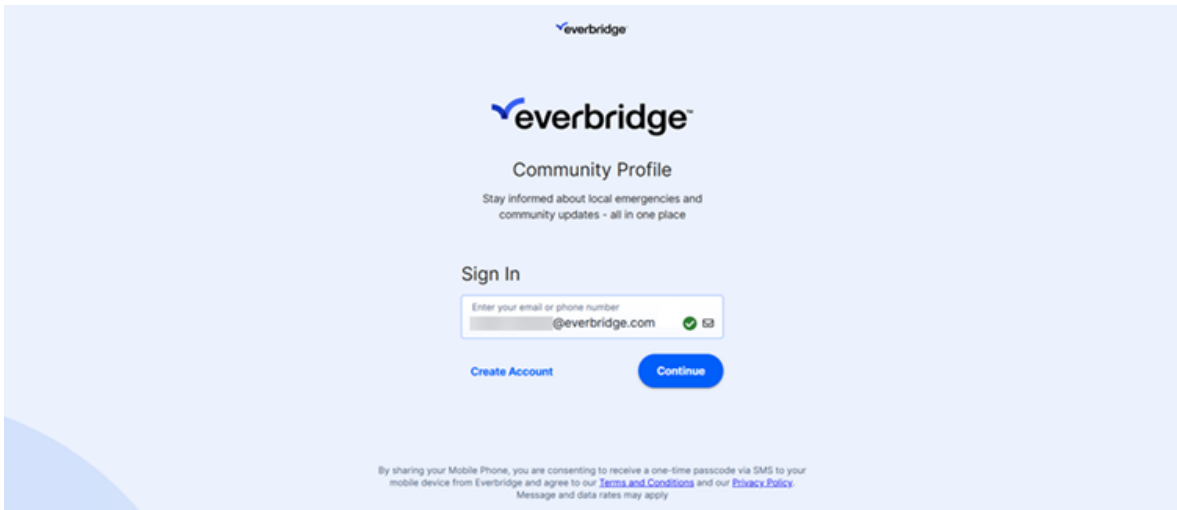 everbridge
everbridge™
Community Profile
Stay informed about local emergencies and
community updates - all in one place
Sign In
Enter your email or phone number
@everbridge.com
Create Account
Continue
By sharing your Mobile Phone, you are consenting to receive a one-time passcode via SMS to your
mobile device from Everbridge and agree to our Terms and Conditions and our Privacy Policy.
Message and data rates may apply